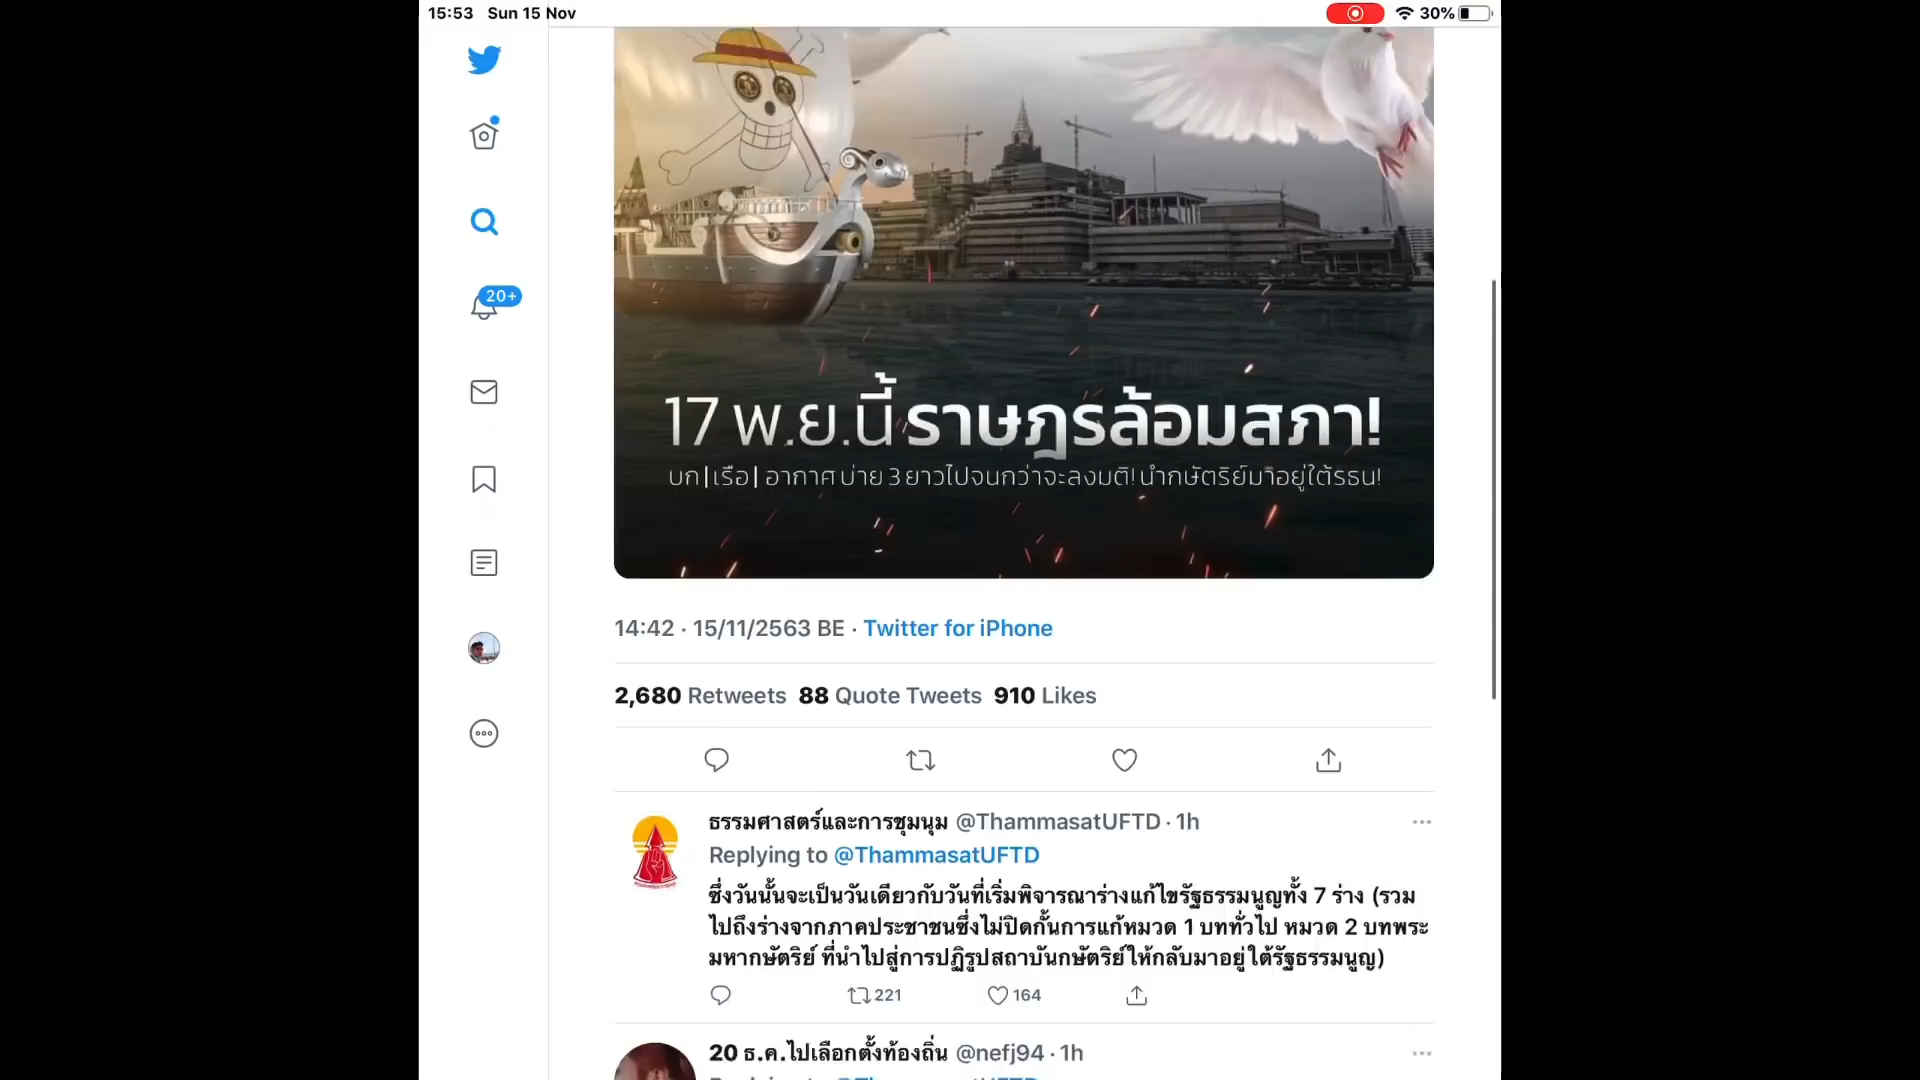 15:53 Sun 15 Nov
30%
17 พ.ย.นี้ ราษฎรล้อมสภา!
บก|เรือ|อากาศ บ่าย 3 ยาวไปจนกว่าจะลงมติ! นำกษัตริย์มาอยู่ใต้รธน!
20+
14:42 · 15/11/2563 BE · Twitter for iPhone
2,680 Retweets 88 Quote Tweets 910 Likes
ธรรมศาสตร์และการชุมนุม @ThammasatUFTD · 1h
Replying to @ThammasatUFTD
ซึ่งวันนั้นจะเป็นวันเดียวกับวันที่เริ่มพิจารณาร่างแก้ไขรัฐธรรมนูญทั้ง 7 ร่าง (รวม
ไปถึงร่างจากภาคประชาชนซึ่งไม่ปิดกั้นการแก้หมวด 1 บททั่วไป หมวด 2 บทพระ
มหากษัตริย์ ที่นำไปสู่การปฏิรูปสถาบันกษัตริย์ให้กลับมาอยู่ใต้รัฐธรรมนูญ)
221 164
20 ธ.ค.ไปเลือกตั้งท้องถิ่น @nefj94 · 1h